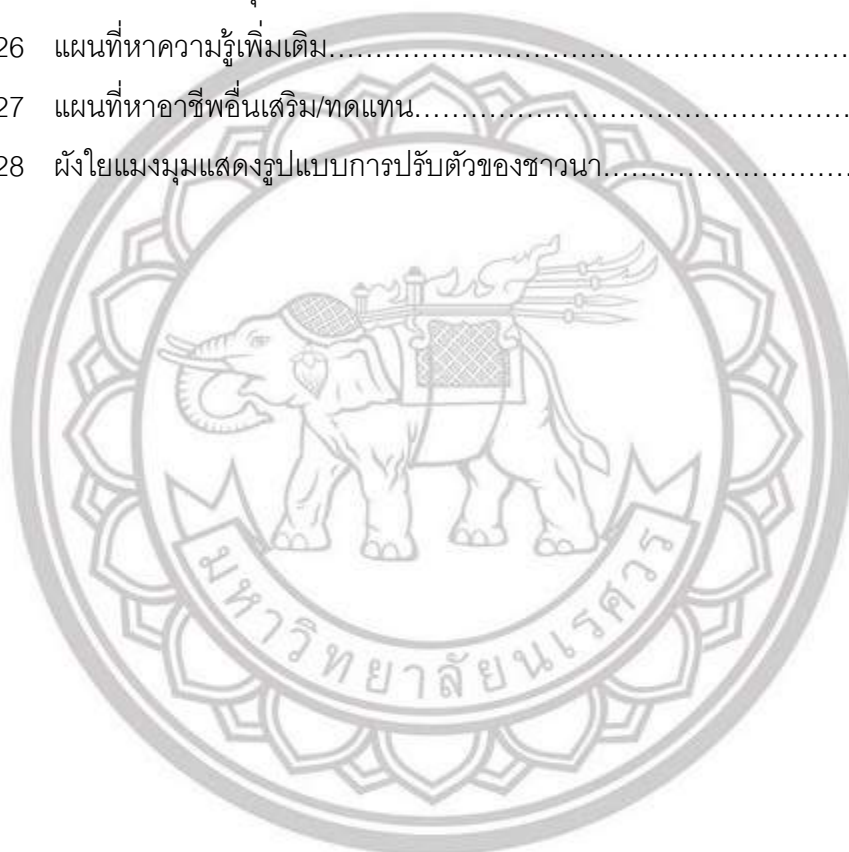 26 แผนที่หาความรู้เพิ่มเติม
27 แผนที่หาอาชีพอื่นเสริม/ทดแทน
28 ผังใยแมงมุมแสดงรูปแบบการปรับตัวของชาวนา
มหาวิทยาลัยนเรศวร